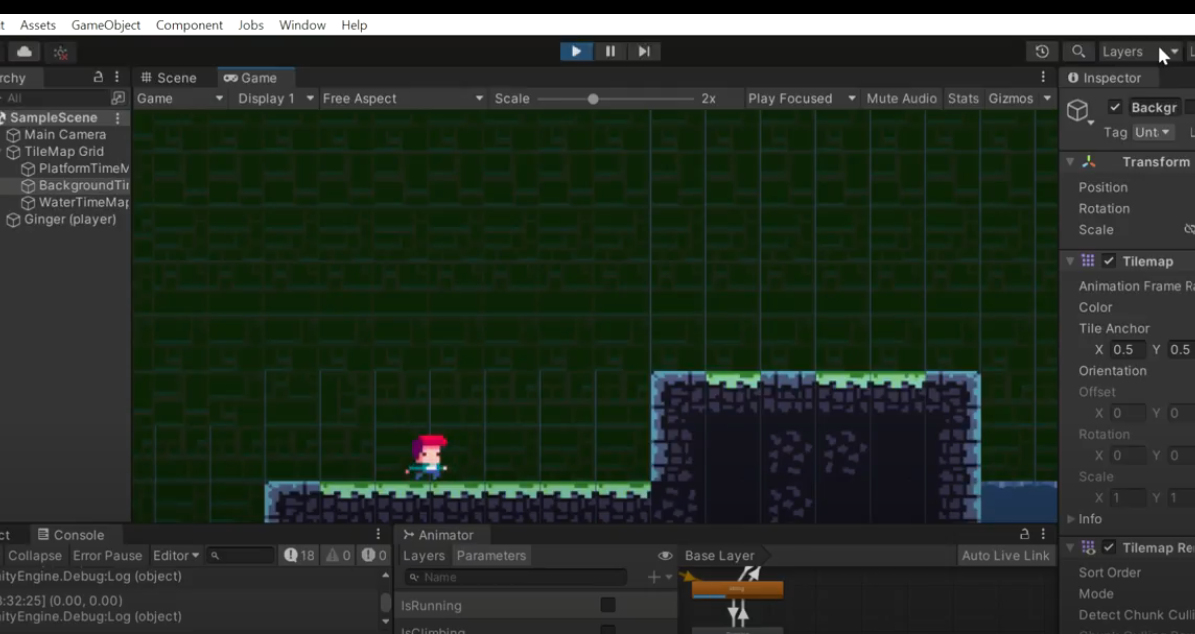 t Assets GameObject Component Jobs Window Help
Layers L
rchy
Scene Game Inspector
All Game Display 1 Free Aspect Scale 2x Play Focused Mute Audio Stats Gizmos
SampleScene Backgr
Main Camera
Tag Unt L
TileMap Grid
PlatformTimeM
Transform
BackgroundTi
Position
WaterTimeMap
Rotation
Ginger (player)
Scale
Tilemap
Animation Frame Ra
Color
Tile Anchor
X 0.5 Y 0.5
Orientation
Offset
X 0 Y 0
Rotation
X 0 Y 0
Scale
X 1 Y 1
Info
ct Console Animator
Tilemap Re
Collapse Error Pause Editor 18 0 0 Layers Parameters Base Layer Auto Live Link
Sort Order
ityEngine.Debug:Log (object) Name
Mode
:32:25] (0.00, 0.00) IsRunning
ityEngine.Debug:Log (object)
Detect Chunk Culli
IsClimbing